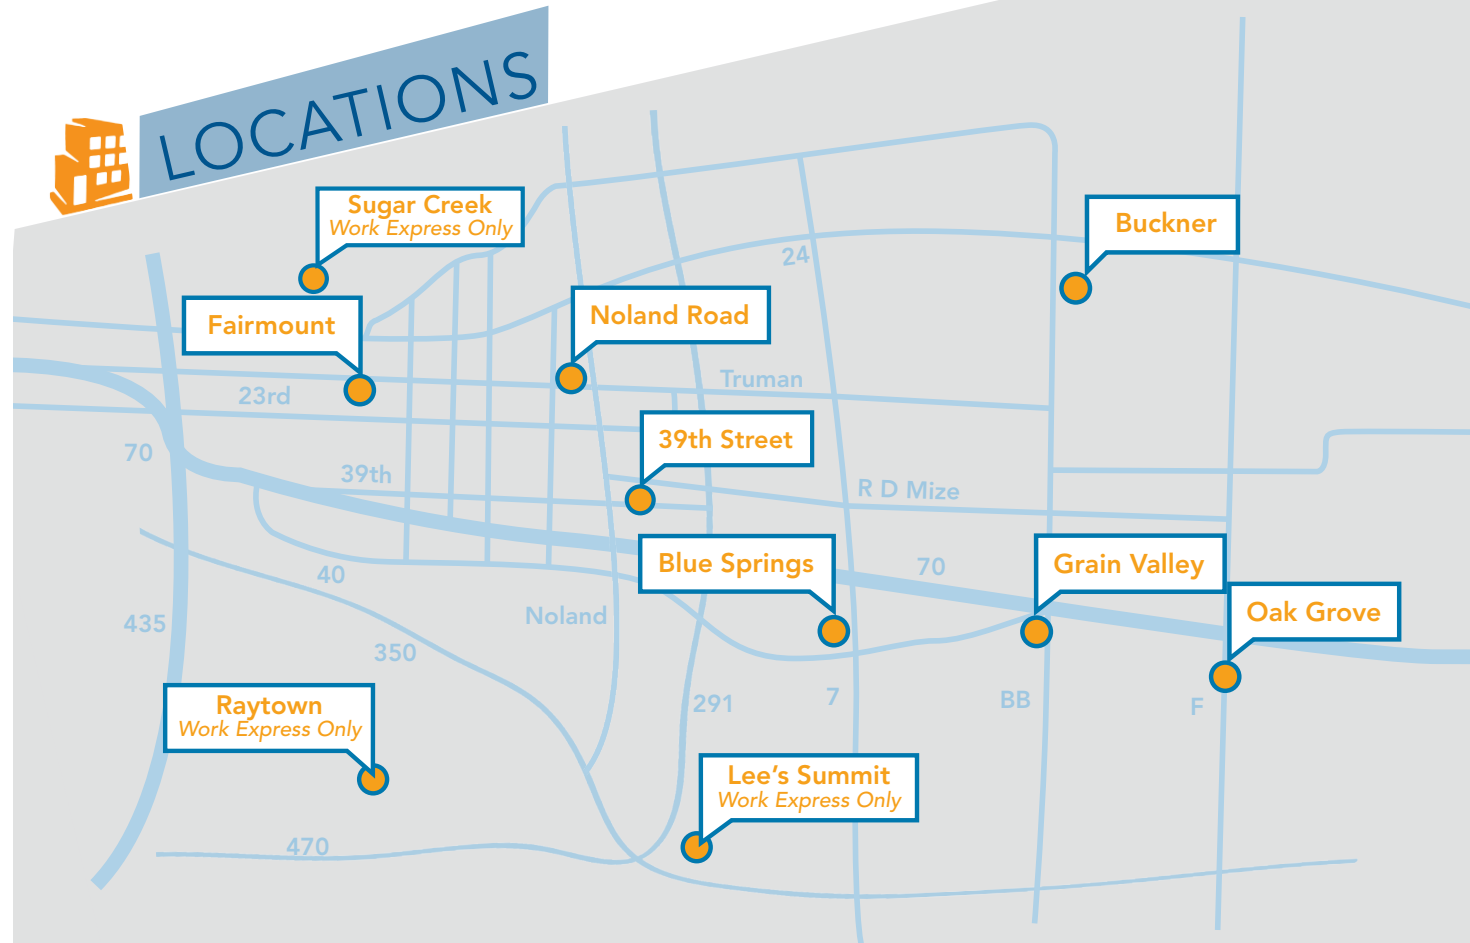 LOCATIONS
Sugar Creek
Work Express Only
Buckner
24
Fairmount
Noland Road
Truman
23rd
39th Street
70
39th
R D Mize
Blue Springs
70
Grain Valley
40
Oak Grove
Noland
435
350
Raytown
Work Express Only
291
7
BB
F
Lee’s Summit
Work Express Only
470